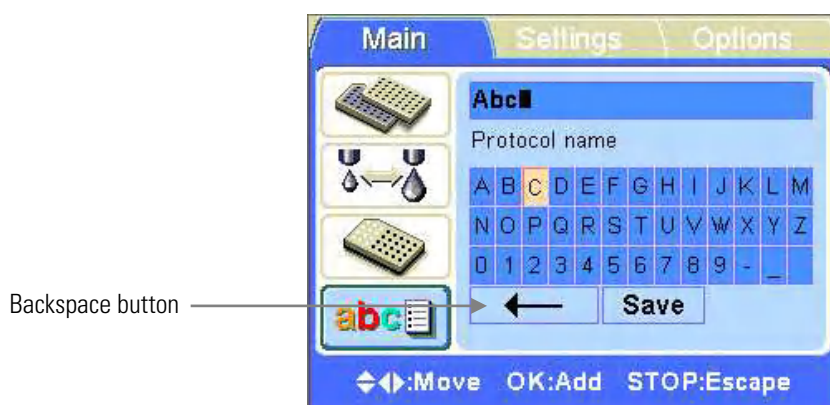 Main Settings Options
Abc
Protocol name
A B C D E F G H I J K L M
N O P Q R S T U V W X Y Z
0 1 2 3 4 5 6 7 8 9 - _
Backspace button
← Save
abc
:Move OK:Add STOP:Escape